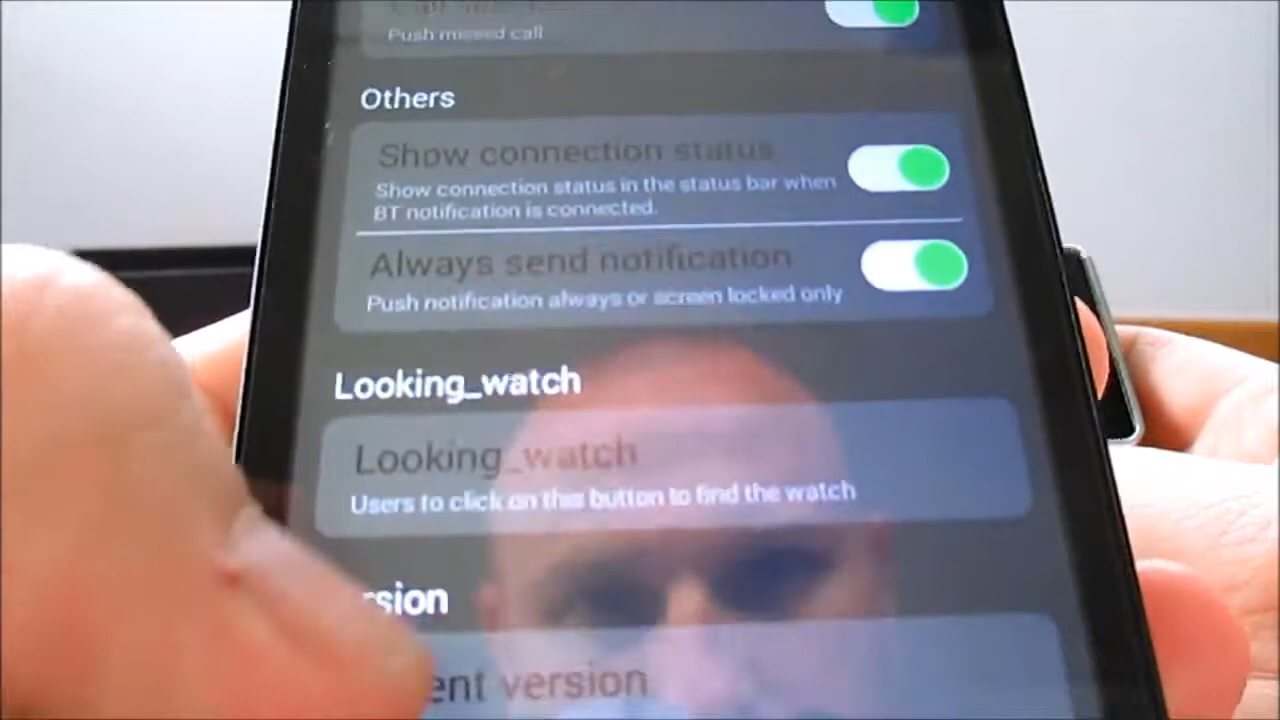 Push missed call
Others
Show connection status
Show connection status in the status bar when
BT notification is connected.
Always send notification
Push notification always or screen locked only
Looking_watch
Looking_watch
Users to click on this button to find the watch
rsion
ent version